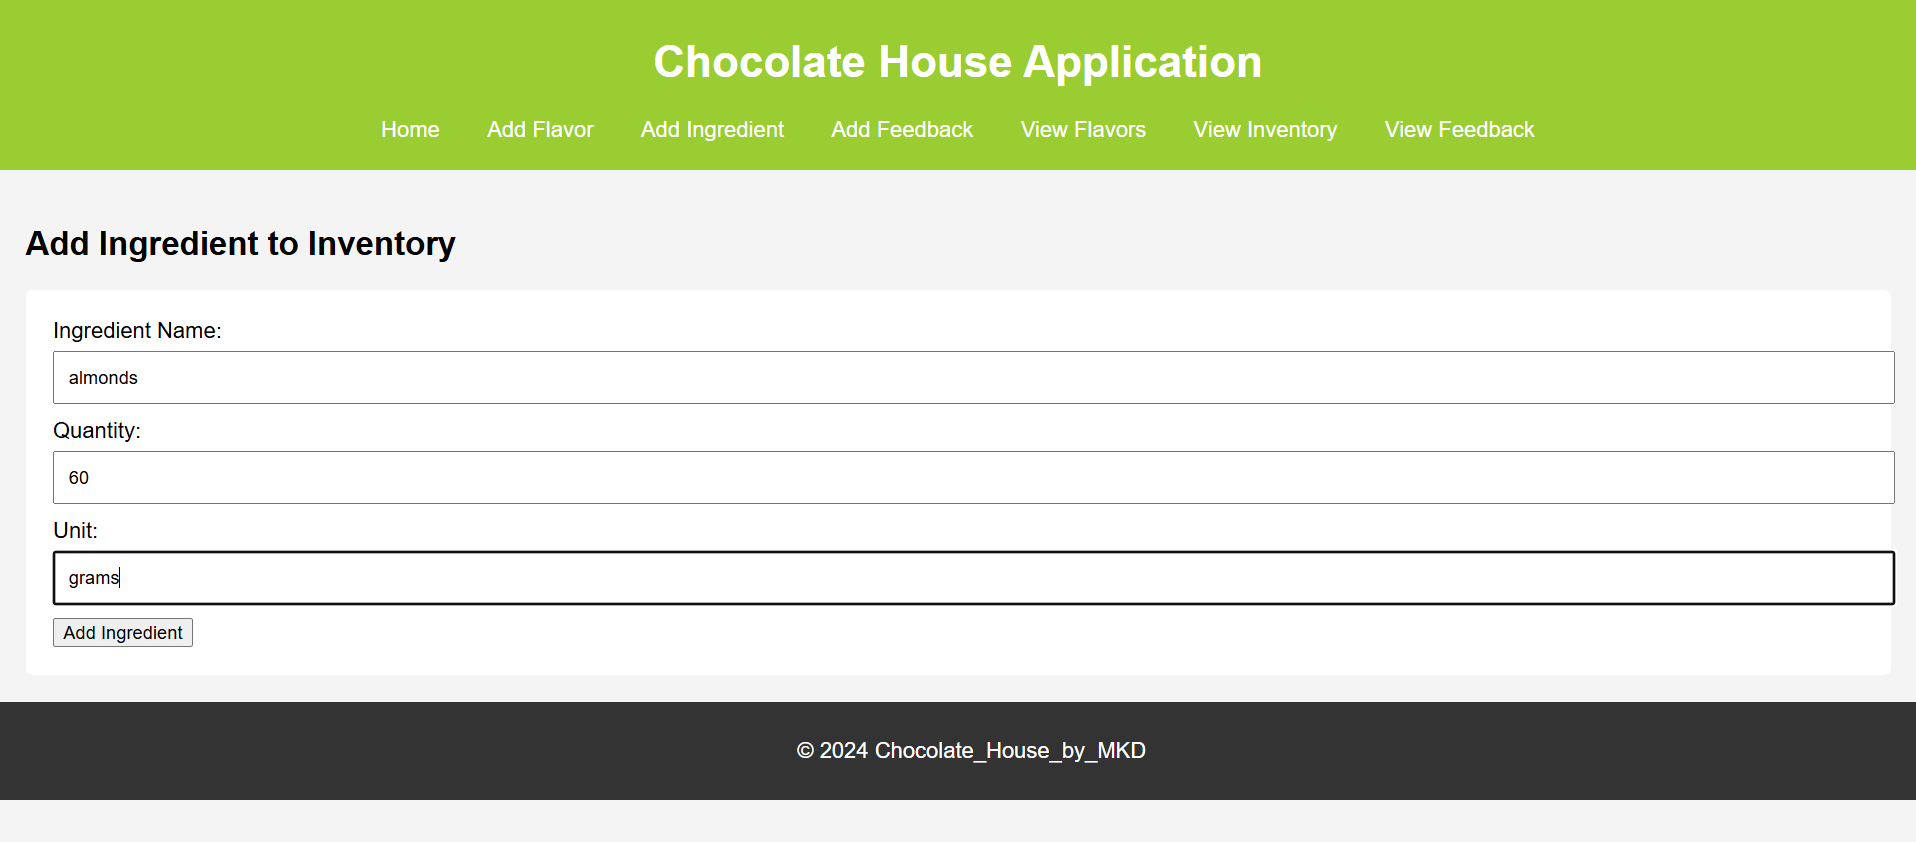 Chocolate House Application
Home Add Flavor Add Ingredient Add Feedback View Flavors View Inventory View Feedback
Add Ingredient to Inventory
Ingredient Name:
almonds
Quantity:
60
Unit:
grams
Add Ingredient
© 2024 Chocolate_House_by_MKD